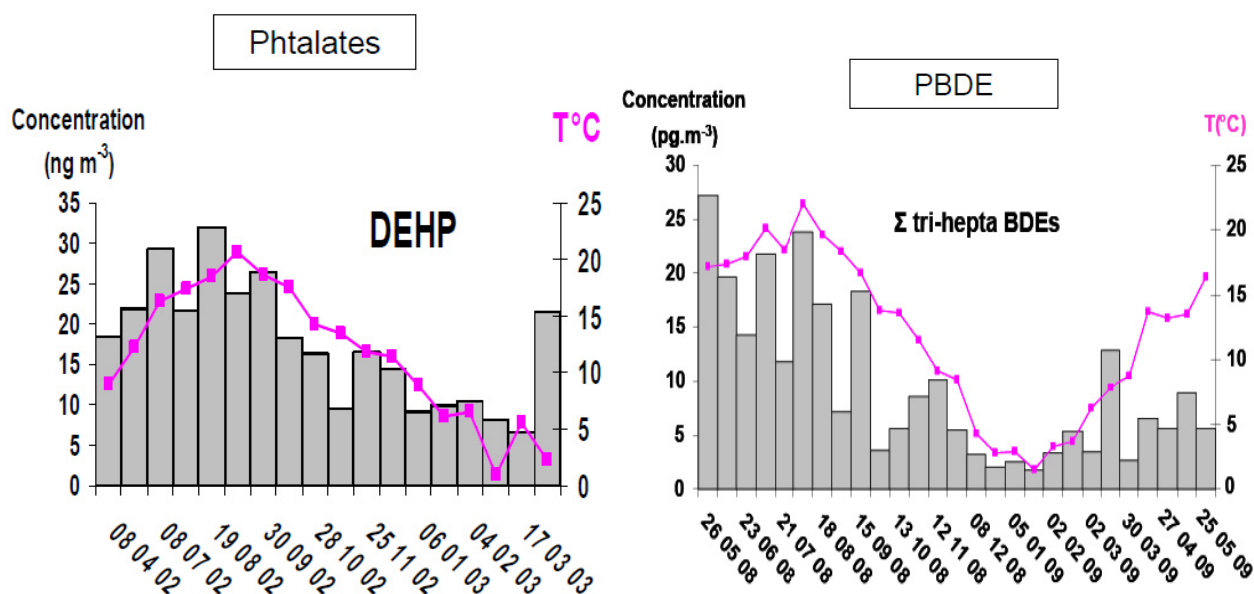 Phtalates
Concentration
(ng m-3)
T°C
35
30
25
20
15
10
5
0
DEHP
25
20
15
10
5
0
08 04 02
08 07 02
19 08 02
30 09 02
28 10 02
25 11 02
06 01 03
04 02 03
17 03 03
PBDE
Concentration
(pg.m-3)
T(°C)
30
25
20
15
10
5
0
Σ tri-hepta BDEs
25
20
15
10
5
0
26 05 08
23 06 08
21 07 08
18 08 08
15 09 08
13 10 08
12 11 08
08 12 08
05 01 09
02 02 09
02 03 09
30 03 09
27 04 09
25 05 09